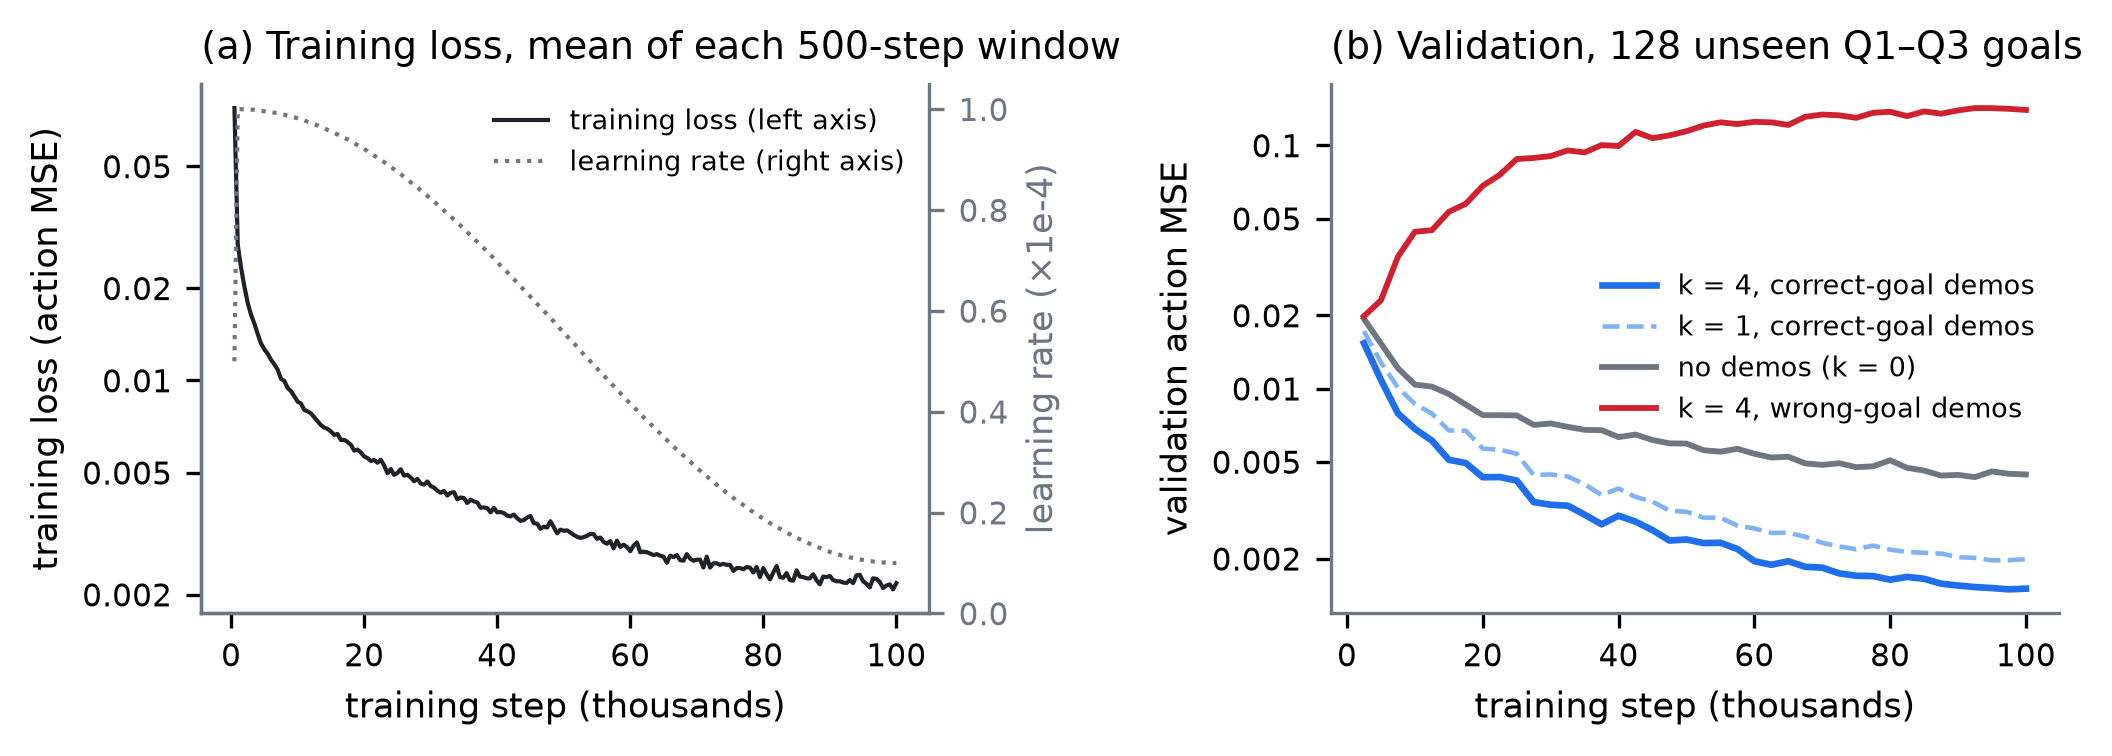 (a) Training loss, mean of each 500-step window
training loss (action MSE)
0.05
0.02
0.01
0.005
0.002
training loss (left axis)
learning rate (right axis)
1.0
0.8
0.6
0.4
0.2
0.0
learning rate (×1e-4)
0 20 40 60 80 100
training step (thousands)
(b) Validation, 128 unseen Q1–Q3 goals
validation action MSE
0.1
0.05
0.02
0.01
0.005
0.002
k = 4, correct-goal demos
k = 1, correct-goal demos
no demos (k = 0)
k = 4, wrong-goal demos
0 20 40 60 80 100
training step (thousands)